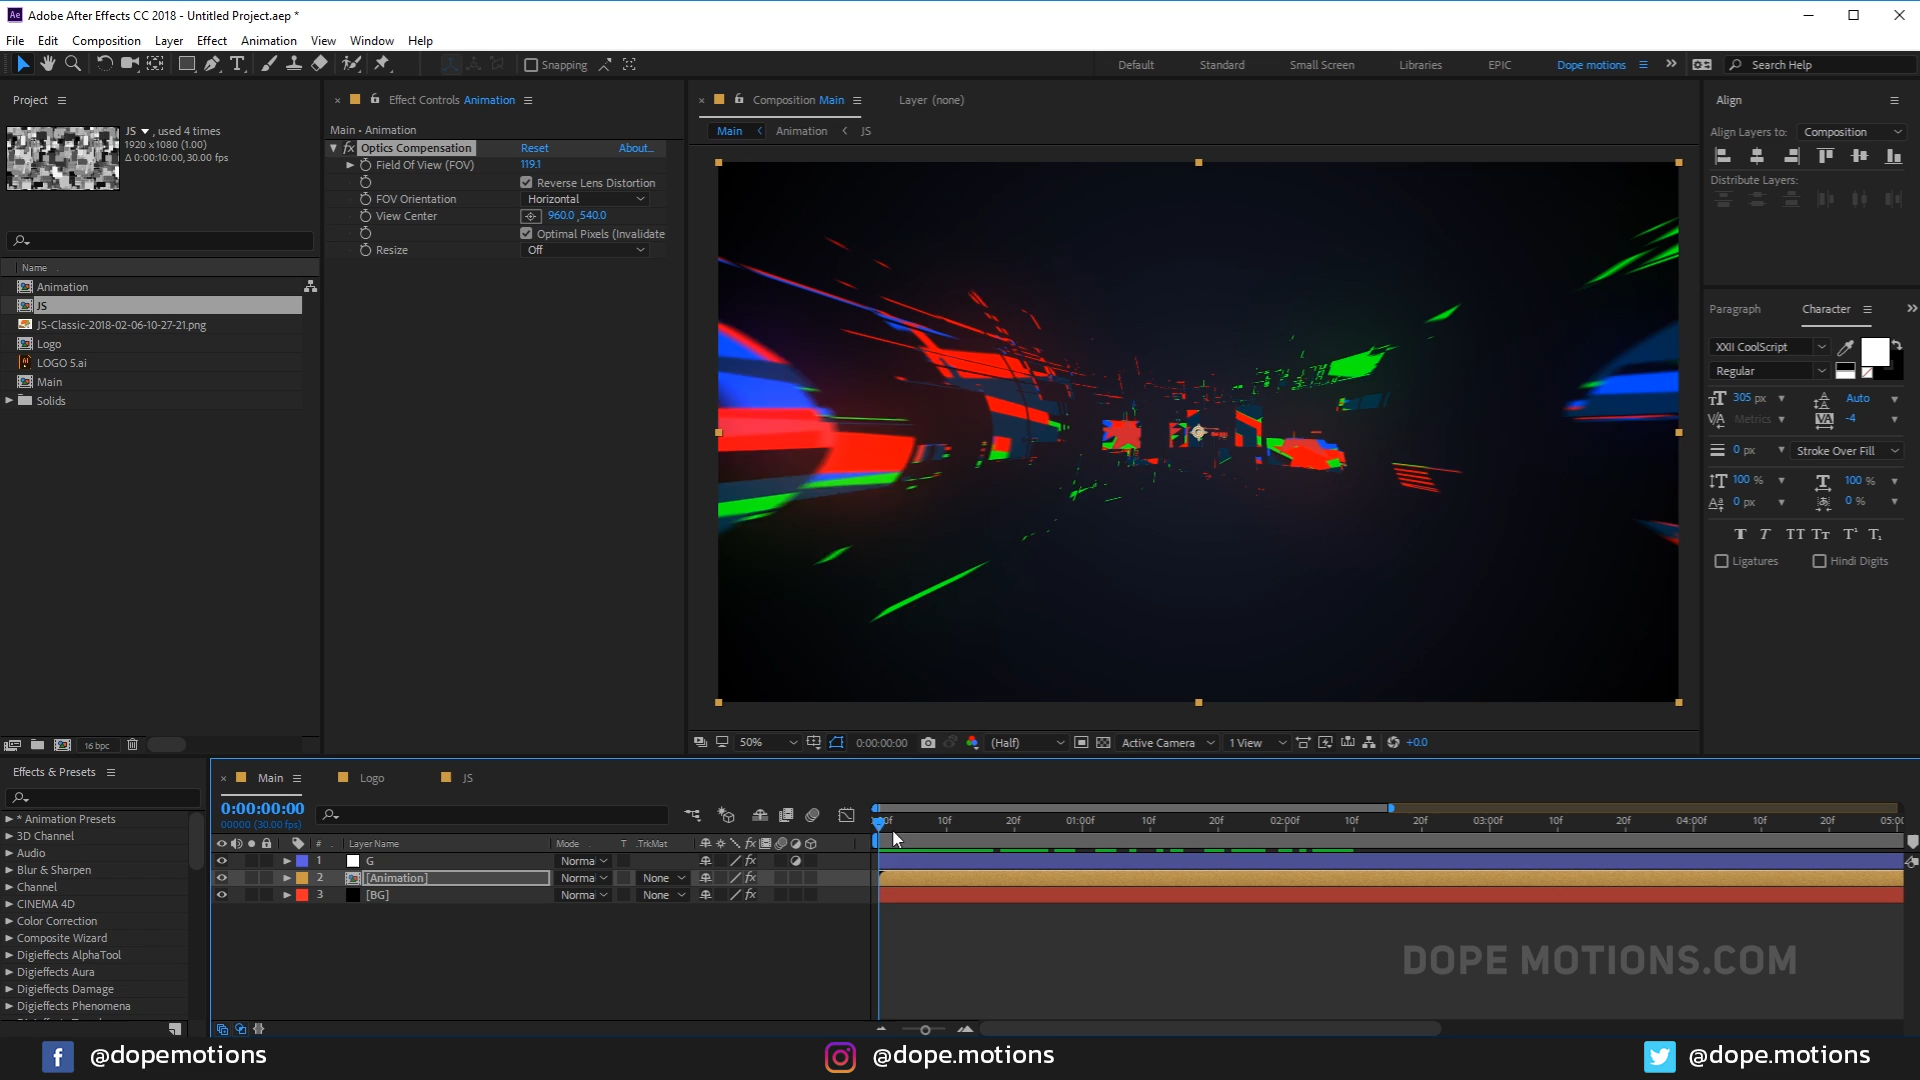 Ae Adobe After Effects CC 2018 - Untitled Project.aep *
File Edit Composition Layer Effect Animation View Window Help
Snapping Default Standard Small Screen Libraries EPIC Dope motions Search Help
Project
JS , used 4 times
1920 x 1080 (1.00)
Δ 0:00:10:00, 30.00 fps
Name
Animation
JS
JS-Classic-2018-02-06-10-27-21.png
Logo
LOGO 5.ai
Main
Solids
16 bpc
Effect Controls Animation
Main • Animation
fx Optics Compensation Reset About...
Field Of View (FOV) 119.1
Reverse Lens Distortion
FOV Orientation Horizontal
View Center 960.0 ,540.0
Optimal Pixels (Invalidate
Resize Off
Composition Main Layer (none)
Main Animation JS
50% 0:00:00:00 (Half) Active Camera 1 View +0.0
Align
Align Layers to: Composition
Distribute Layers:
Paragraph Character
XXII CoolScript
Regular
305 px Auto
Metrics -4
0 px Stroke Over Fill
100 % 100 %
0 px 0 %
T T TT Tt T¹ T₁
Ligatures Hindi Digits
Effects & Presets
* Animation Presets
3D Channel
Audio
Blur & Sharpen
Channel
CINEMA 4D
Color Correction
Composite Wizard
Digieffects AlphaTool
Digieffects Aura
Digieffects Damage
Digieffects Phenomena
Main Logo JS
0:00:00:00
00000 (30.00 fps)
# Layer Name Mode T .TrkMat
1 G Norma
2 [Animation] Norma None
3 [BG] Norma None
10f 20f 01:00f 10f 20f 02:00f 10f 20f 03:00f 10f 20f 04:00f 10f 20f 05:00
DOPE MOTIONS.COM
@dopemotions @dope.motions @dope.motions